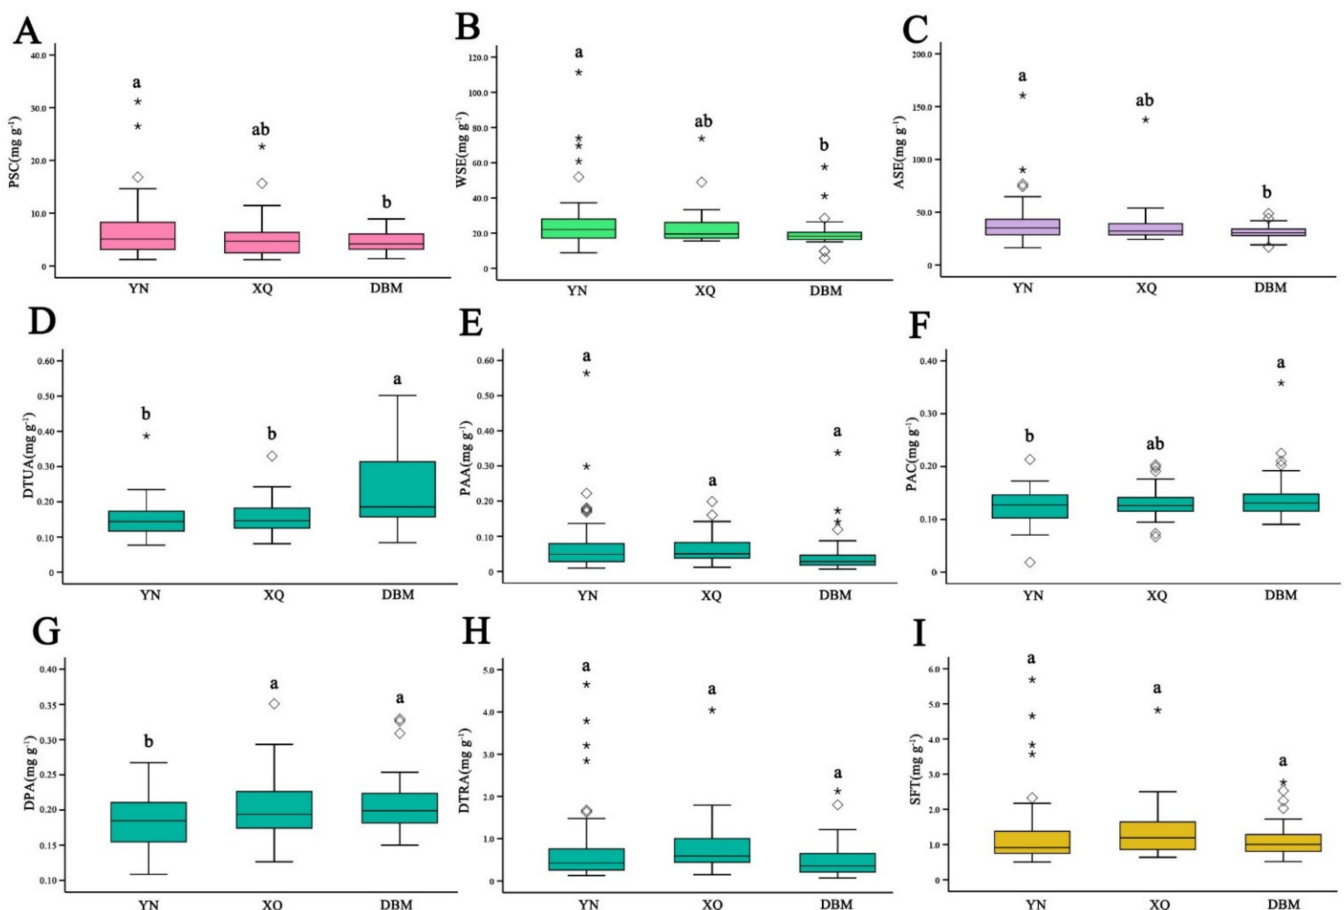 A
PSC(mg g⁻¹)
40.0
30.0
20.0
10.0
0
a
ab
b
YN XQ DBM
B
WSE(mg g⁻¹)
120.0
100.0
80.0
60.0
40.0
20.0
0
a
ab
b
YN XQ DBM
C
ASE(mg g⁻¹)
200.0
150.0
100.0
50.0
0
a
ab
b
YN XQ DBM
D
DTUA(mg g⁻¹)
0.60
0.50
0.40
0.30
0.20
0.10
0
b
b
a
YN XQ DBM
E
PAA(mg g⁻¹)
0.60
0.50
0.40
0.30
0.20
0.10
0
a
a
a
YN XQ DBM
F
PAC(mg g⁻¹)
0.40
0.30
0.20
0.10
0
b
ab
a
YN XQ DBM
G
DPA(mg g⁻¹)
0.40
0.35
0.30
0.25
0.20
0.15
0.10
b
a
a
YN XQ DBM
H
DTRA(mg g⁻¹)
5.0
4.0
3.0
2.0
1.0
0
a
a
a
YN XQ DBM
I
SFT(mg g⁻¹)
6.0
5.0
4.0
3.0
2.0
1.0
0
a
a
a
YN XQ DBM